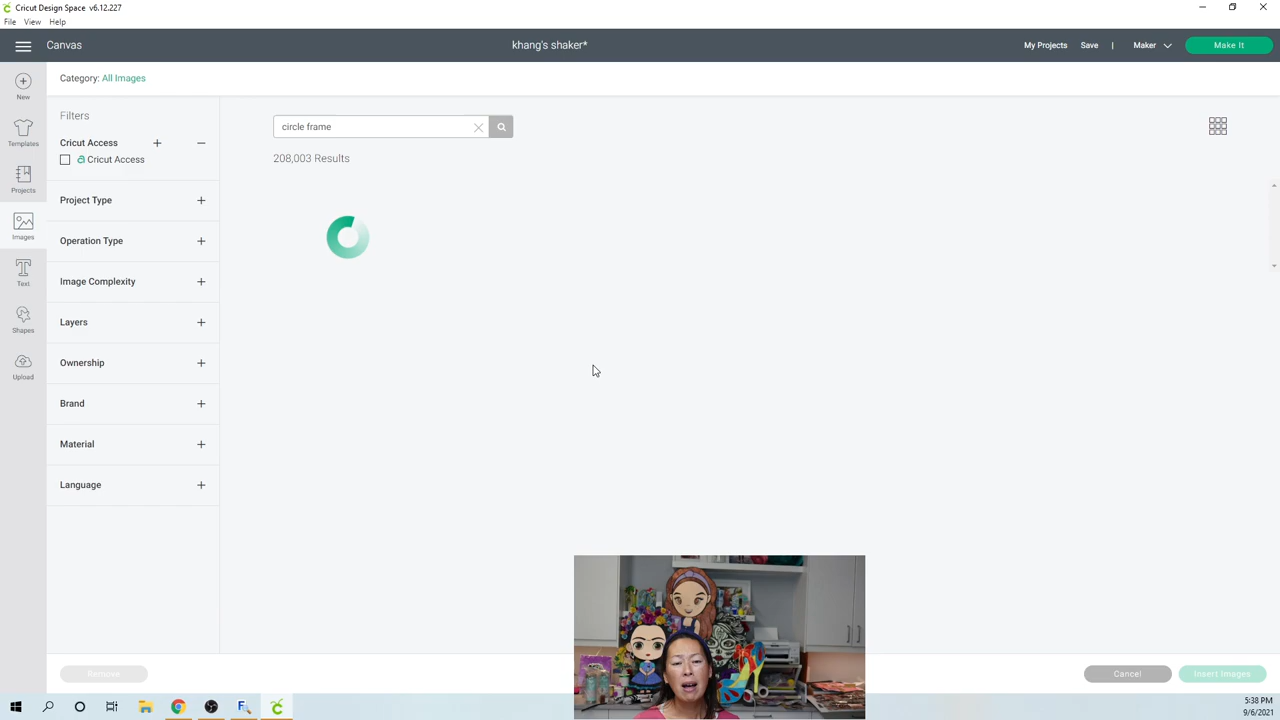 Cricut Design Space v6.12.227
File View Help
Canvas
khang's shaker*
My Projects Save | Maker Make It
New
Templates
Projects
Images
Text
Shapes
Upload
Category: All Images
Filters
Cricut Access
Cricut Access
Project Type
Operation Type
Image Complexity
Layers
Ownership
Brand
Material
Language
circle frame
208,003 Results
Remove
Cancel
Insert Images
5:38 PM
9/6/2021